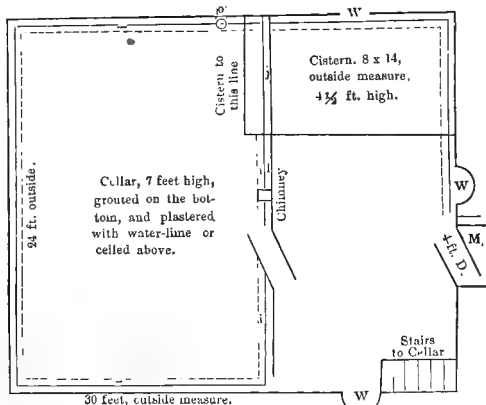 P
W
Cistern to
this line
Cistern. 8 x 14,
outside measure,
4½ ft. high.
24 ft. outside.
Cellar, 7 feet high,
grouted on the bot-
tom, and plastered
with water-lime or
ceiled above.
Chimney
W
M,
4-ft. D.
Stairs
to Cellar
W
30 feet, outside measure.